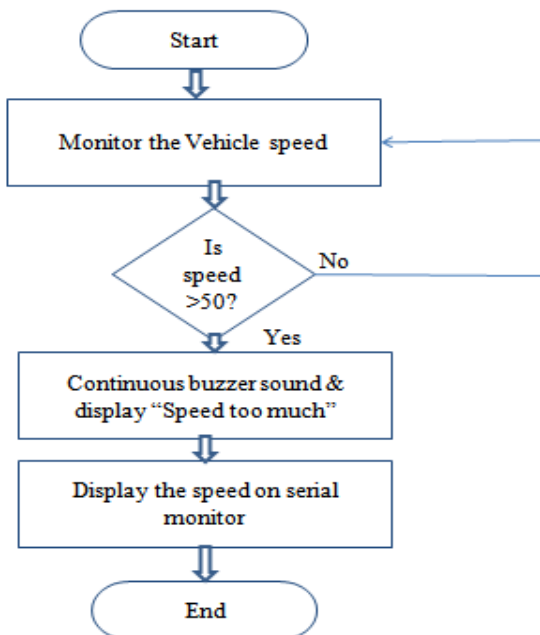 Start
Monitor the Vehicle speed
Is
speed
>50?
No
Yes
Continuous buzzer sound &
display “Speed too much”
Display the speed on serial
monitor
End